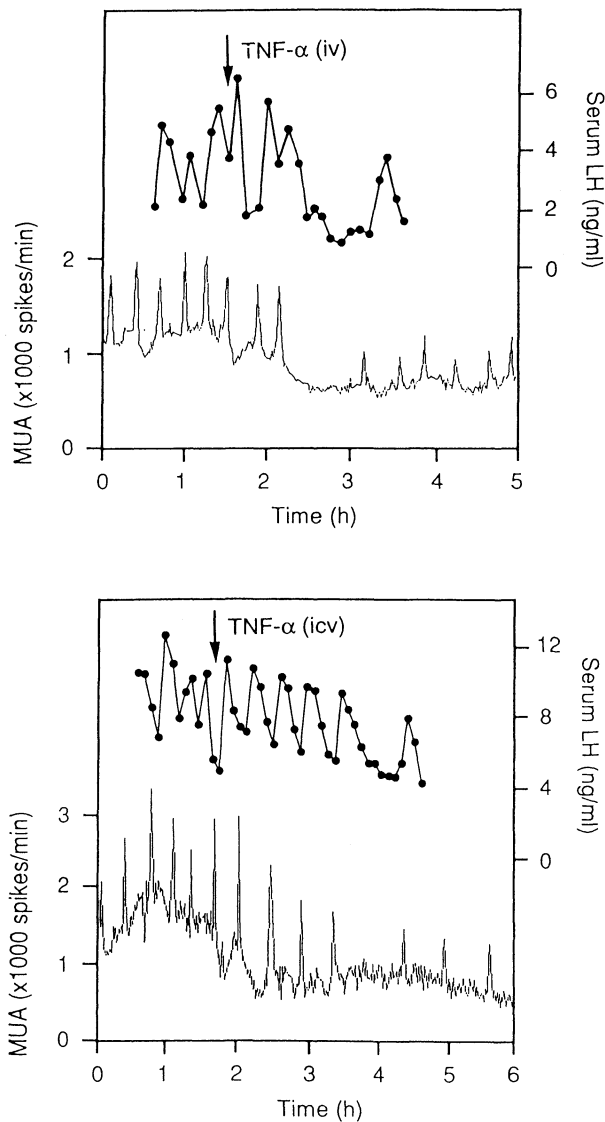 TNF-α (iv)
6
4
2
0
Serum LH (ng/ml)
2
1
0
MUA (x1000 spikes/min)
0 1 2 3 4 5
Time (h)
TNF-α (icv)
12
8
4
0
Serum LH (ng/ml)
3
2
1
0
MUA (x1000 spikes/min)
0 1 2 3 4 5 6
Time (h)